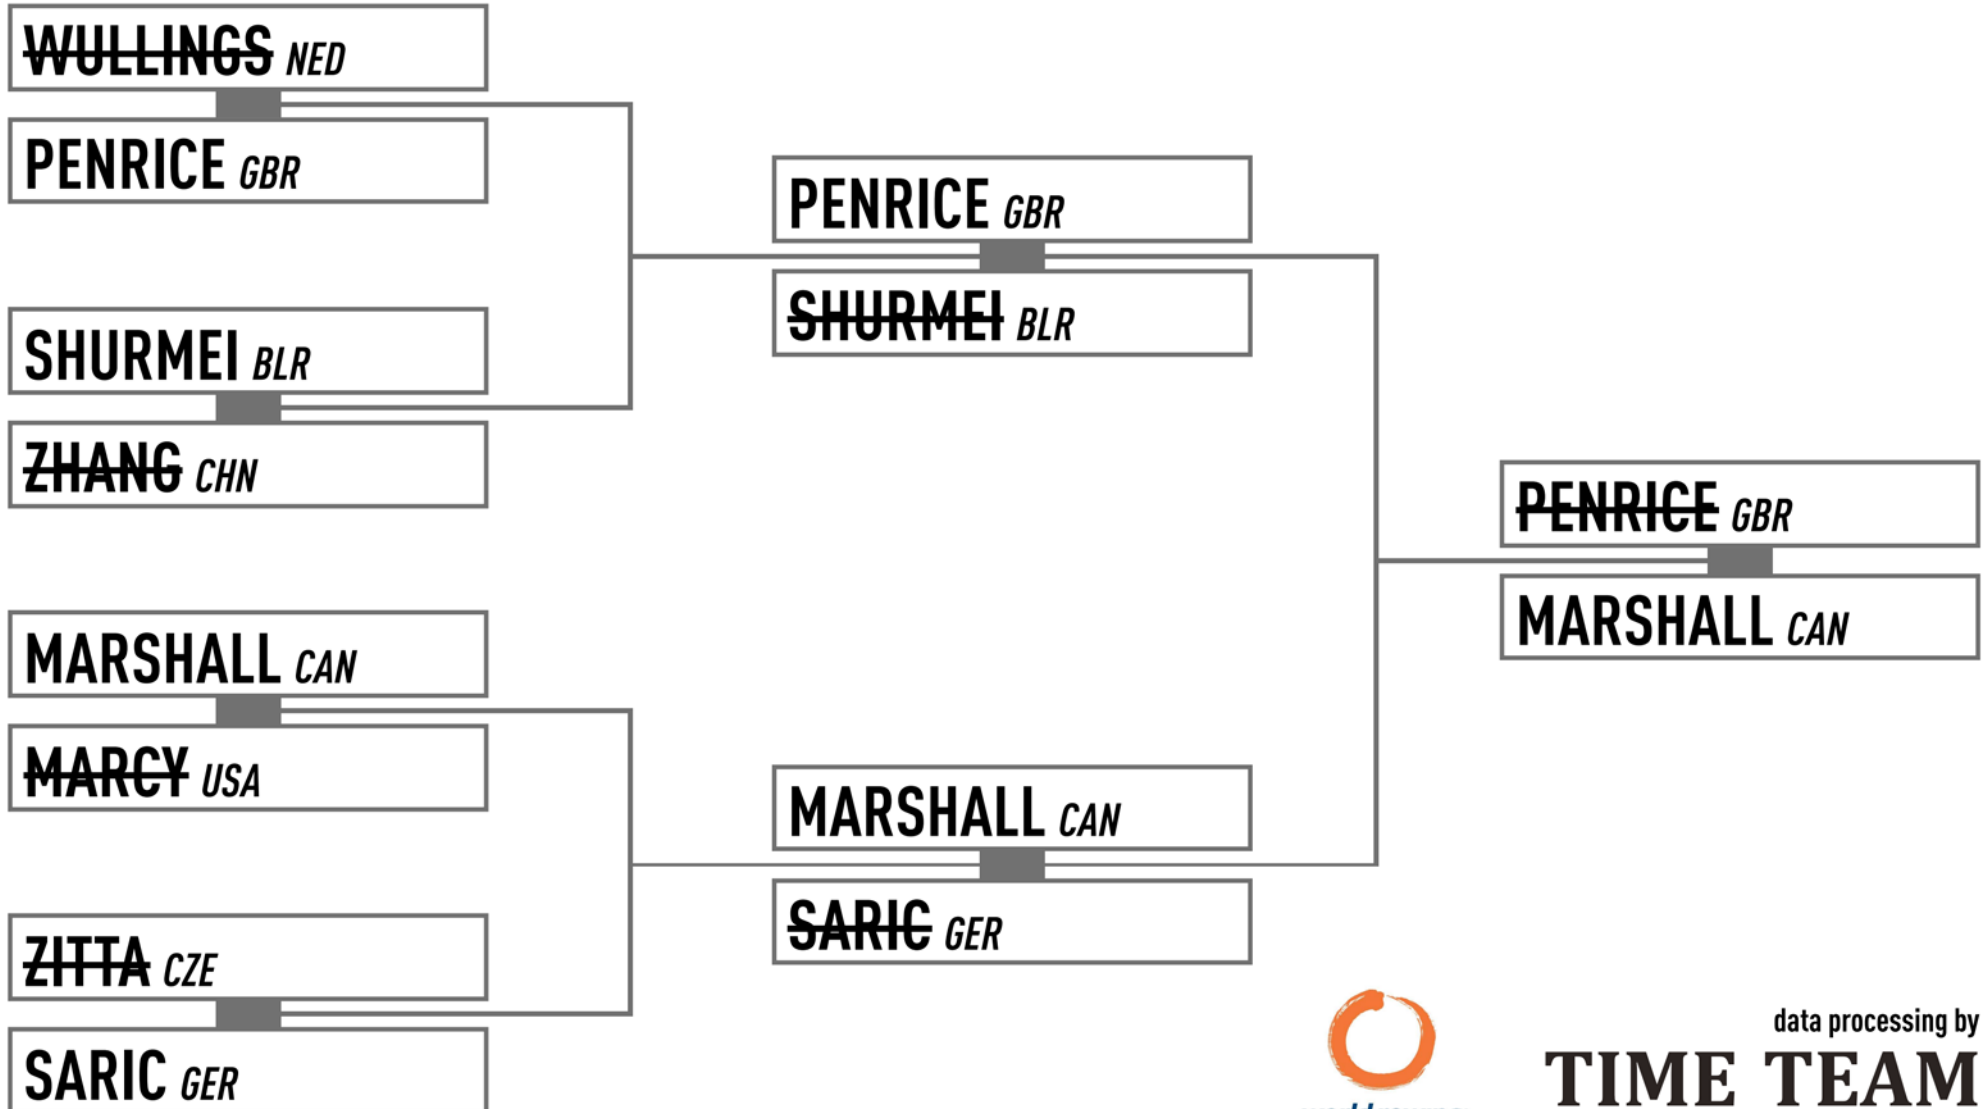 WULLINGS NED
PENRICE GBR
SHURMEI BLR
ZHANG CHN
MARSHALL CAN
MARCY USA
ZITTA CZE
SARIC GER
PENRICE GBR
SHURMEI BLR
MARSHALL CAN
SARIC GER
PENRICE GBR
MARSHALL CAN
data processing by
TIME TEAM